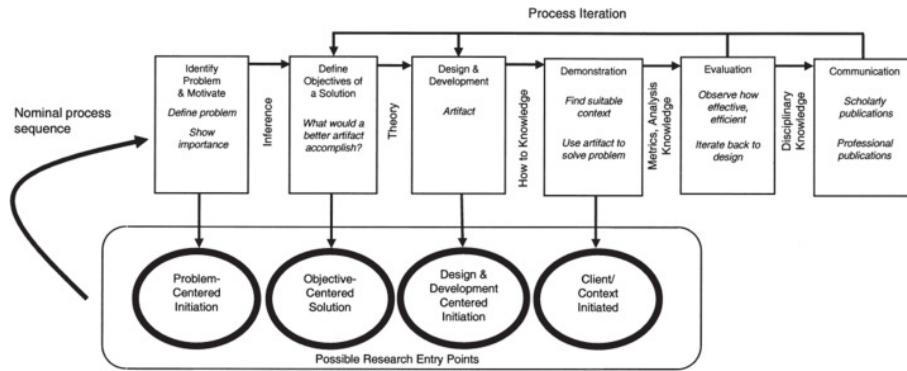 Process Iteration
Nominal process
sequence
Identify
Problem
& Motivate
Define problem
Show
importance
Inference
Define
Objectives of
a Solution
What would a
better artifact
accomplish?
Theory
Design &
Development
Artifact
How to Knowledge
Demonstration
Find suitable
context
Use artifact to
solve problem
Metrics, Analysis
Knowledge
Evaluation
Observe how
effective,
efficient
Iterate back to
design
Disciplinary
Knowledge
Communication
Scholarly
publications
Professional
publications
Problem-
Centered
Initiation
Objective-
Centered
Solution
Design &
Development
Centered
Initiation
Client/
Context
Initiated
Possible Research Entry Points